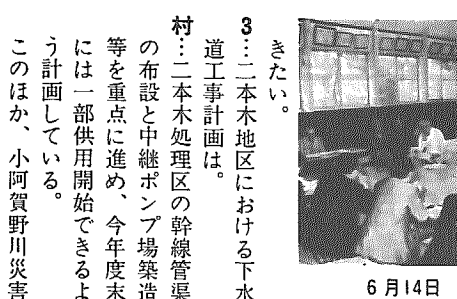 きたい。
3…二本木地区における下水
道工事計画は。
村…二本木処理区の幹線管渠
の布設と中継ポンプ場築造
等を重点に進め、今年度末
には一部供用開始できるよ
う計画している。
このほか、小阿賀野川災害
6月14日